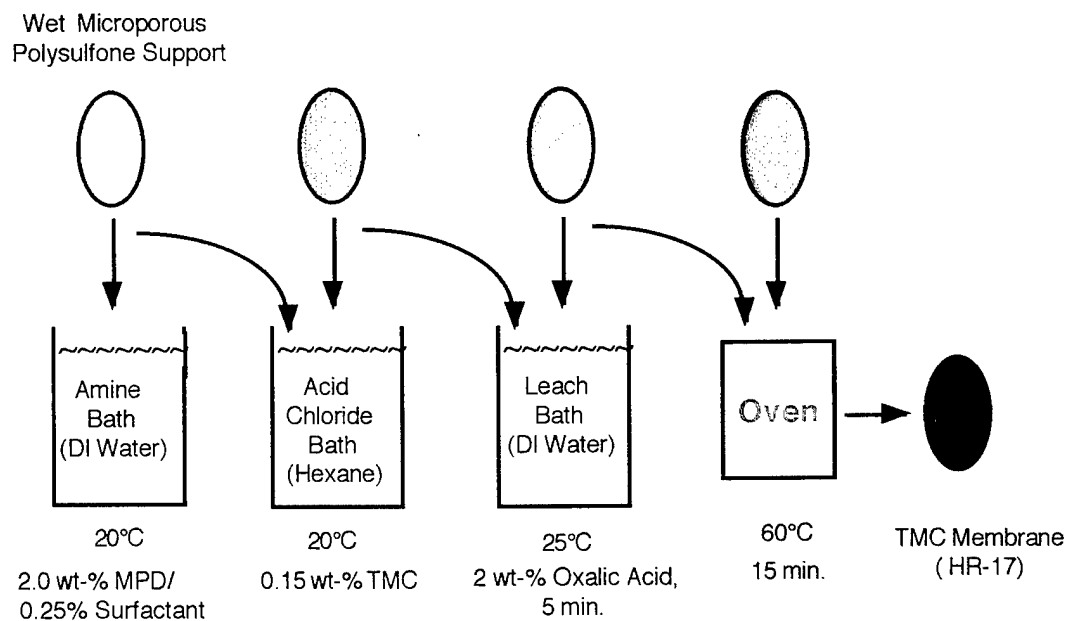 Wet Microporous
Polysulfone Support
Amine
Bath
(DI Water)
Acid
Chloride
Bath
(Hexane)
Leach
Bath
(DI Water)
Oven
20°C
20°C
25°C
60°C
TMC Membrane
( HR-17)
2.0 wt-% MPD/
0.25% Surfactant
0.15 wt-% TMC
2 wt-% Oxalic Acid,
5 min.
15 min.